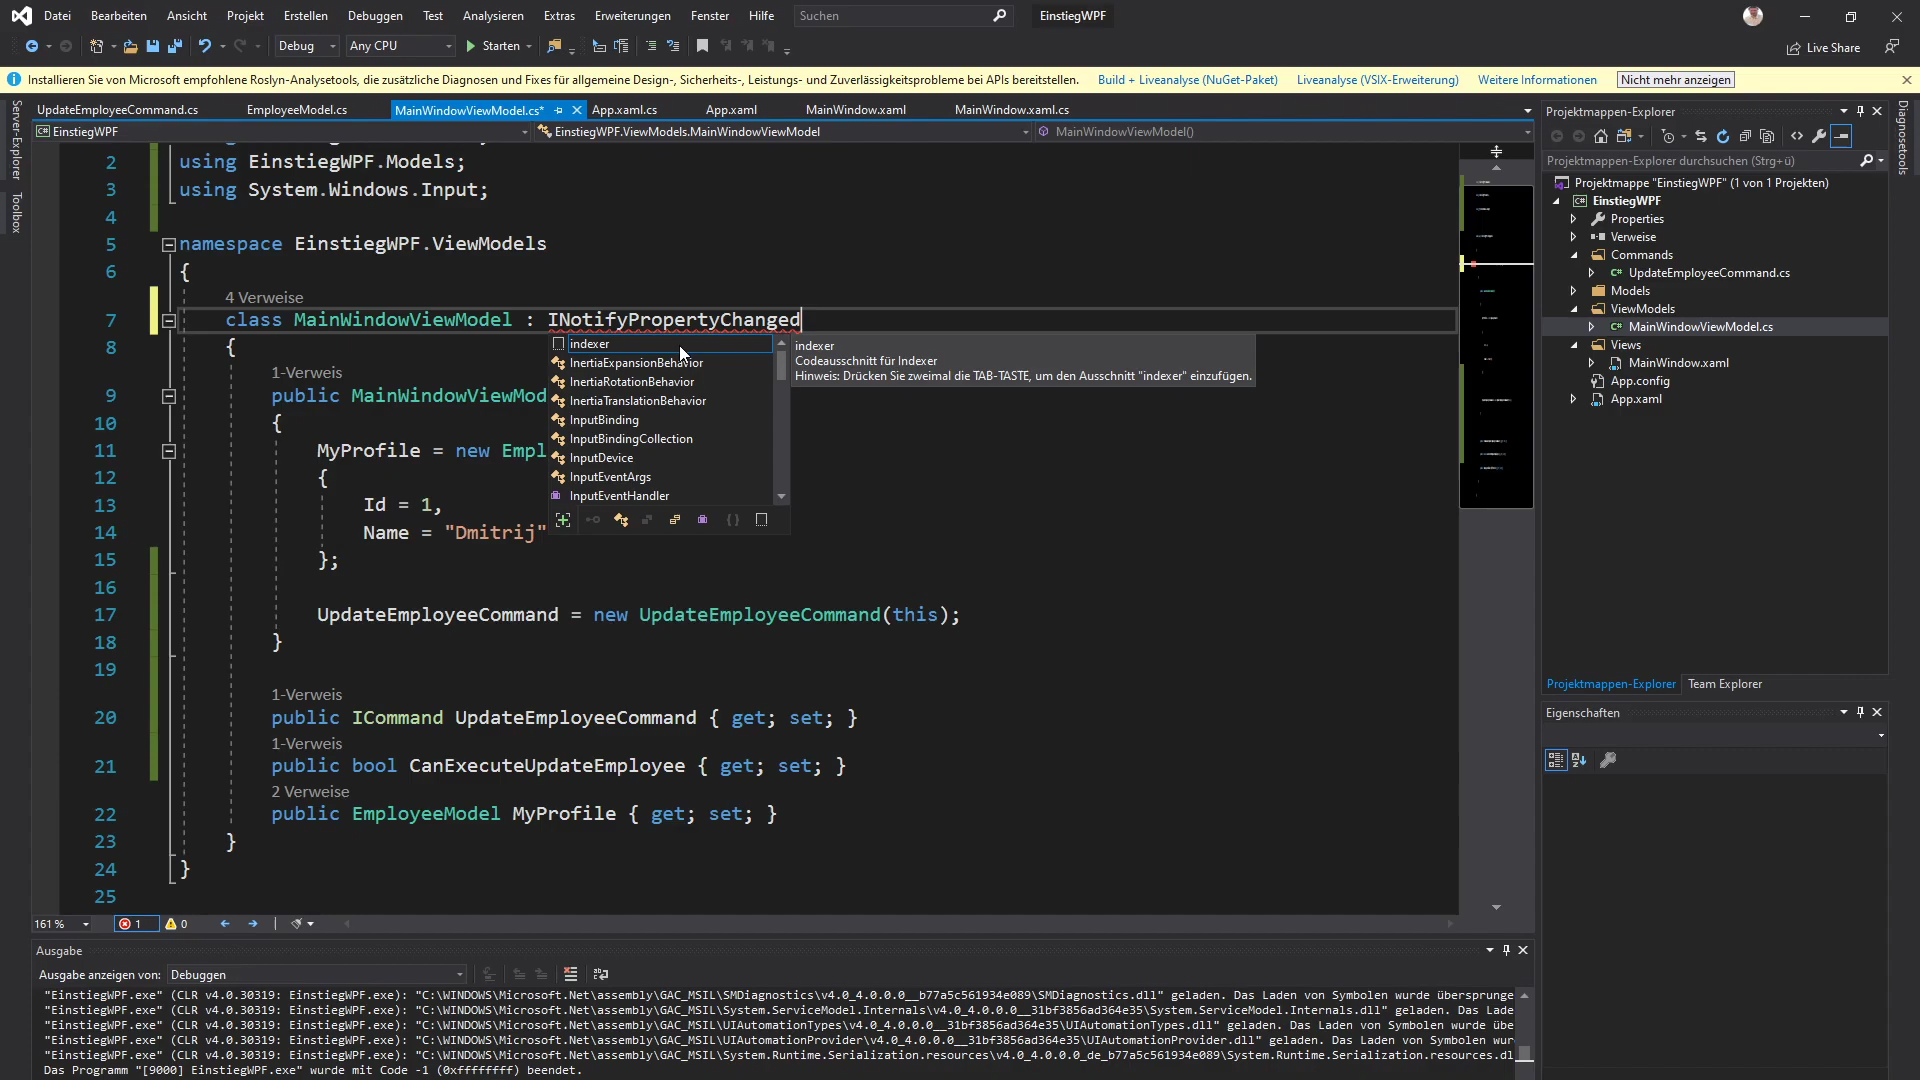 Datei Bearbeiten Ansicht Projekt Erstellen Debuggen Test Analysieren Extras Erweiterungen Fenster Hilfe Suchen EinstiegWPF
Debug Any CPU Starten Live Share
Installieren Sie von Microsoft empfohlene Roslyn-Analysetools, die zusätzliche Diagnosen und Fixes für allgemeine Design-, Sicherheits-, Leistungs- und Zuverlässigkeitsprobleme bei APIs bereitstellen. Build + Liveanalyse (NuGet-Paket) Liveanalyse (VSIX-Erweiterung) Weitere Informationen Nicht mehr anzeigen
Server-Explorer
Toolbox
UpdateEmployeeCommand.cs EmployeeModel.cs MainWindowViewModel.cs* App.xaml.cs App.xaml MainWindow.xaml MainWindow.xaml.cs
EinstiegWPF EinstiegWPF.ViewModels.MainWindowViewModel MainWindowViewModel()
2 using EinstiegWPF.Models;
3 using System.Windows.Input;
4
5 namespace EinstiegWPF.ViewModels
6 {
4 Verweise
7 class MainWindowViewModel : INotifyPropertyChanged
8 {
1-Verweis
9 public MainWindowViewMod
10 {
11 MyProfile = new Empl
12 {
13 Id = 1,
14 Name = "Dmitrij"
15 };
16
17 UpdateEmployeeCommand = new UpdateEmployeeCommand(this);
18 }
19
1-Verweis
20 public ICommand UpdateEmployeeCommand { get; set; }
1-Verweis
21 public bool CanExecuteUpdateEmployee { get; set; }
2 Verweise
22 public EmployeeModel MyProfile { get; set; }
23 }
24 }
25
indexer
InertiaExpansionBehavior
InertiaRotationBehavior
InertiaTranslationBehavior
InputBinding
InputBindingCollection
InputDevice
InputEventArgs
InputEventHandler
indexer
Codeausschnitt für Indexer
Hinweis: Drücken Sie zweimal die TAB-TASTE, um den Ausschnitt "indexer" einzufügen.
161 % 1 0
Ausgabe
Ausgabe anzeigen von: Debuggen
"EinstiegWPF.exe" (CLR v4.0.30319: EinstiegWPF.exe): "C:\WINDOWS\Microsoft.Net\assembly\GAC_MSIL\SMDiagnostics\v4.0_4.0.0.0__b77a5c561934e089\SMDiagnostics.dll" geladen. Das Laden von Symbolen wurde übersprunge
"EinstiegWPF.exe" (CLR v4.0.30319: EinstiegWPF.exe): "C:\WINDOWS\Microsoft.Net\assembly\GAC_MSIL\System.ServiceModel.Internals\v4.0_4.0.0.0__31bf3856ad364e35\System.ServiceModel.Internals.dll" geladen. Das Lade
"EinstiegWPF.exe" (CLR v4.0.30319: EinstiegWPF.exe): "C:\WINDOWS\Microsoft.Net\assembly\GAC_MSIL\UIAutomationTypes\v4.0_4.0.0.0__31bf3856ad364e35\UIAutomationTypes.dll" geladen. Das Laden von Symbolen wurde übe
"EinstiegWPF.exe" (CLR v4.0.30319: EinstiegWPF.exe): "C:\WINDOWS\Microsoft.Net\assembly\GAC_MSIL\UIAutomationProvider\v4.0_4.0.0.0__31bf3856ad364e35\UIAutomationProvider.dll" geladen. Das Laden von Symbolen wur
"EinstiegWPF.exe" (CLR v4.0.30319: EinstiegWPF.exe): "C:\WINDOWS\Microsoft.Net\assembly\GAC_MSIL\System.Runtime.Serialization.resources\v4.0_4.0.0.0_de_b77a5c561934e089\System.Runtime.Serialization.resources.dl
Das Programm "[9000] EinstiegWPF.exe" wurde mit Code -1 (0xffffffff) beendet.
Projektmappen-Explorer
Projektmappen-Explorer durchsuchen (Strg+ü)
Projektmappe "EinstiegWPF" (1 von 1 Projekten)
EinstiegWPF
Properties
Verweise
Commands
UpdateEmployeeCommand.cs
Models
ViewModels
MainWindowViewModel.cs
Views
MainWindow.xaml
App.config
App.xaml
Projektmappen-Explorer Team Explorer
Eigenschaften
Diagnosetools